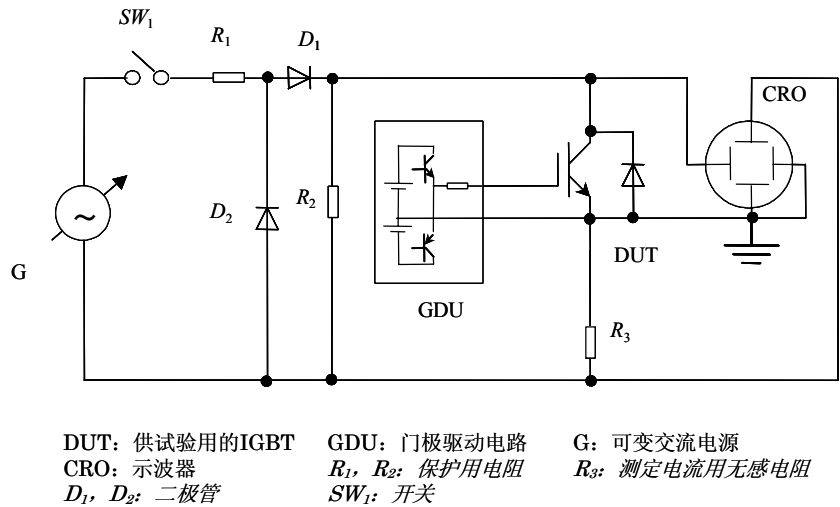 SW₁
R₁
D₁
CRO
D₂
R₂
DUT
G
GDU
R₃
DUT：供试验用的IGBT GDU：门极驱动电路 G：可变交流电源
CRO：示波器 R₁，R₂：保护用电阻 R₃：测定电流用无感电阻
D₁，D₂：二极管 SW₁：开关